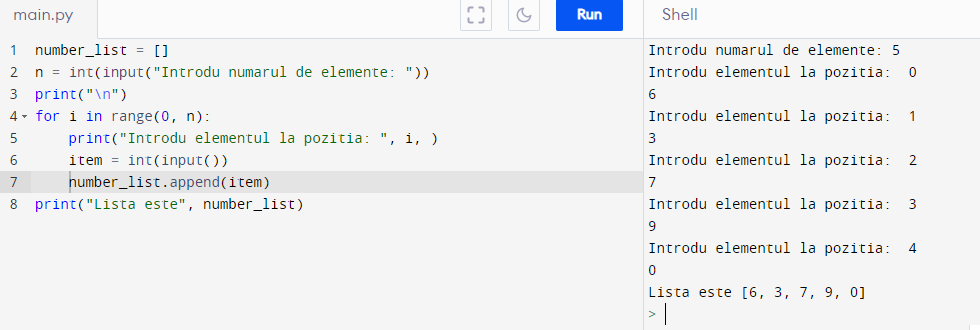 main.py
Run
Shell
1 number_list = []
2 n = int(input("Introdu numarul de elemente: "))
3 print("\n")
4 for i in range(0, n):
5 print("Introdu elementul la pozitia: ", i, )
6 item = int(input())
7 number_list.append(item)
8 print("Lista este", number_list)
Introdu numarul de elemente: 5
Introdu elementul la pozitia:  0
6
Introdu elementul la pozitia:  1
3
Introdu elementul la pozitia:  2
7
Introdu elementul la pozitia:  3
9
Introdu elementul la pozitia:  4
0
Lista este [6, 3, 7, 9, 0]
>